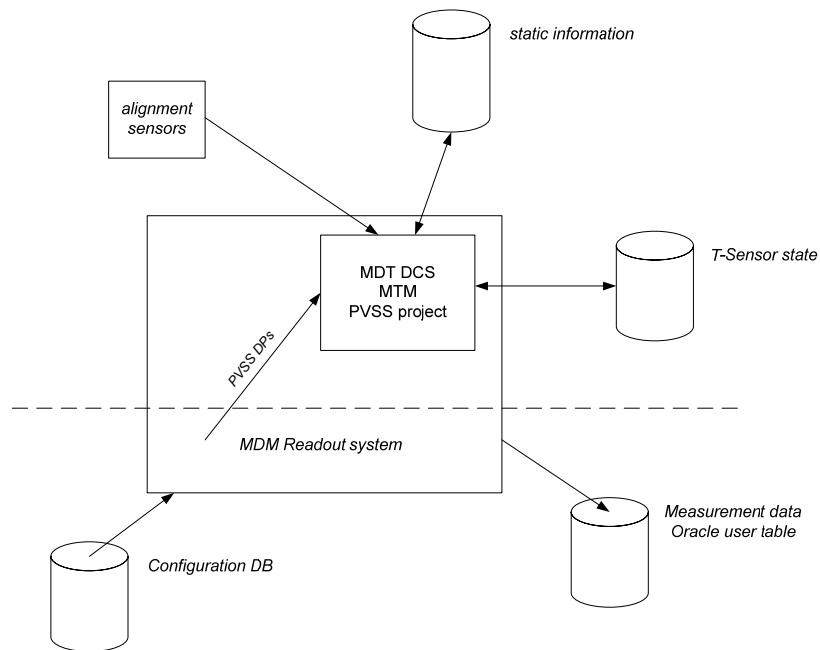 static information
alignment
sensors
T-Sensor state
MDT DCS
MTM
PVSS project
PVSS DPs
MDM Readout system
Measurement data
Oracle user table
Configuration DB